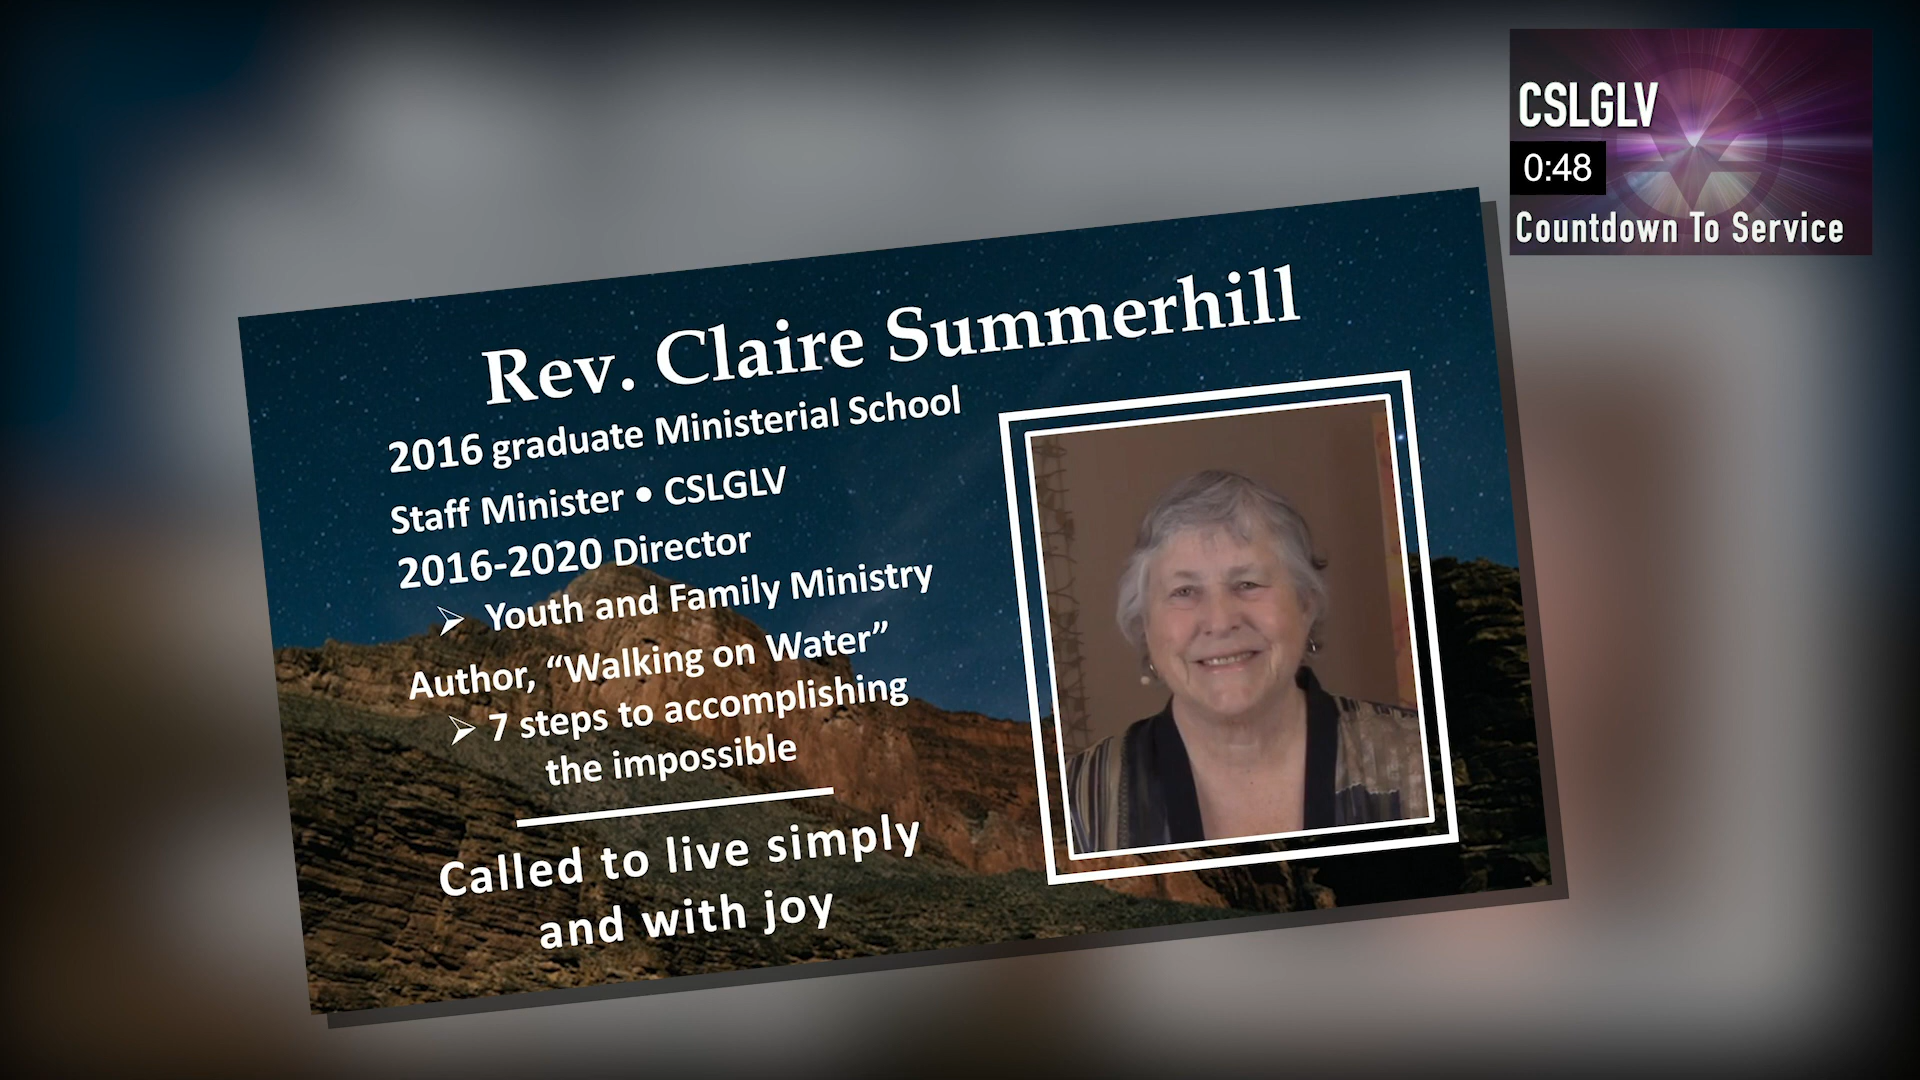 CSLGLV
0:48
Countdown To Service
Rev. Claire Summerhill
2016 graduate Ministerial School
Staff Minister • CSLGLV
2016-2020 Director
➢ Youth and Family Ministry
Author, “Walking on Water”
➢ 7 steps to accomplishing
the impossible
Called to live simply
and with joy